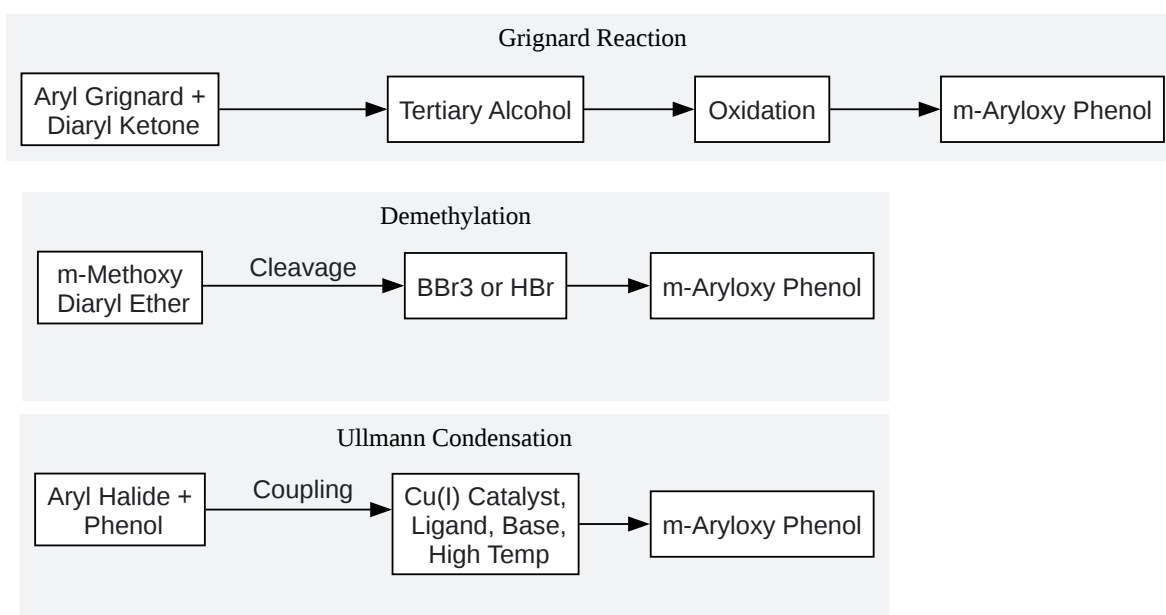 Grignard Reaction
Aryl Grignard +
Diaryl Ketone
Tertiary Alcohol
Oxidation
m-Aryloxy Phenol
Demethylation
m-Methoxy
Diaryl Ether
Cleavage
BBr3 or HBr
m-Aryloxy Phenol
Ullmann Condensation
Aryl Halide +
Phenol
Coupling
Cu(I) Catalyst,
Ligand, Base,
High Temp
m-Aryloxy Phenol